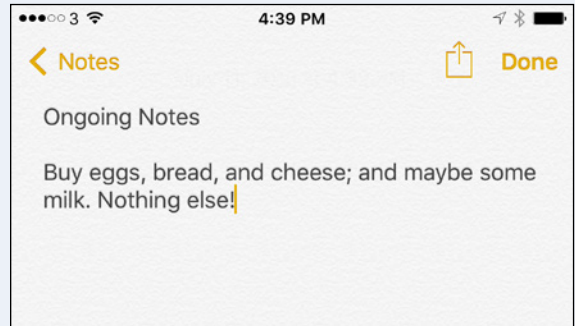 3 4:39 PM
Notes Done
Ongoing Notes
Buy eggs, bread, and cheese; and maybe some
milk. Nothing else!